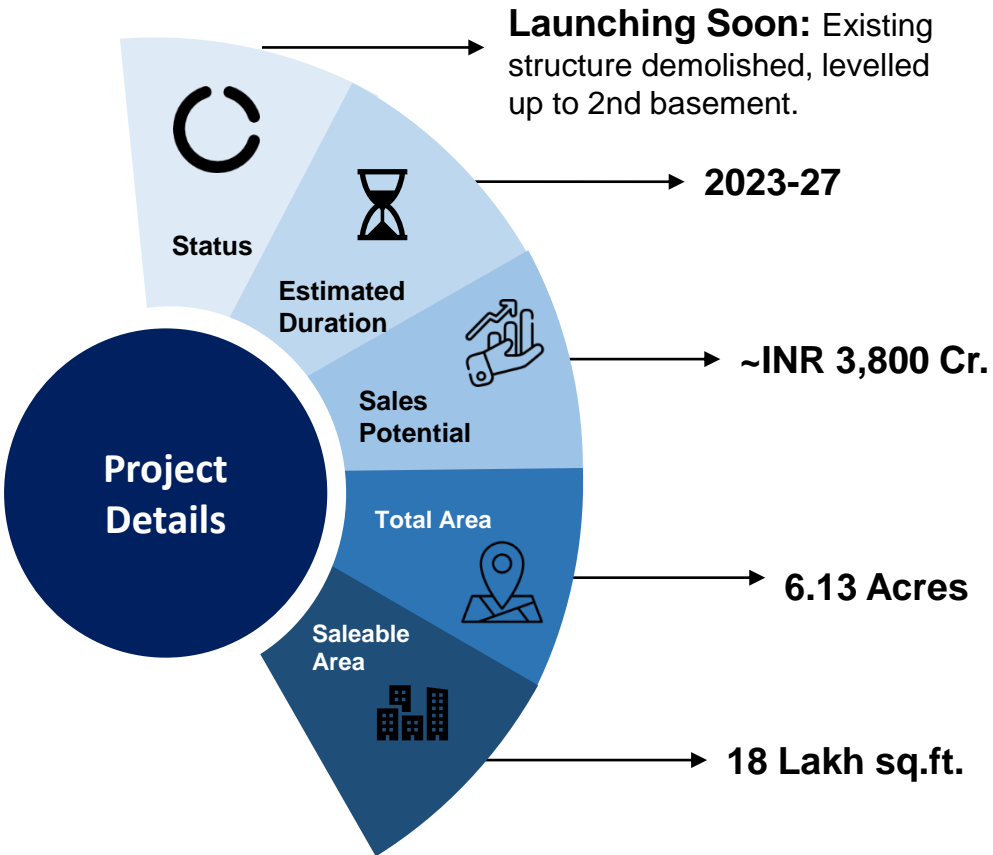 Launching Soon: Existing
structure demolished, levelled
up to 2nd basement.
Status
2023-27
Estimated
Duration
~INR 3,800 Cr.
Sales
Potential
Project
Details
Total Area
6.13 Acres
Saleable
Area
18 Lakh sq.ft.